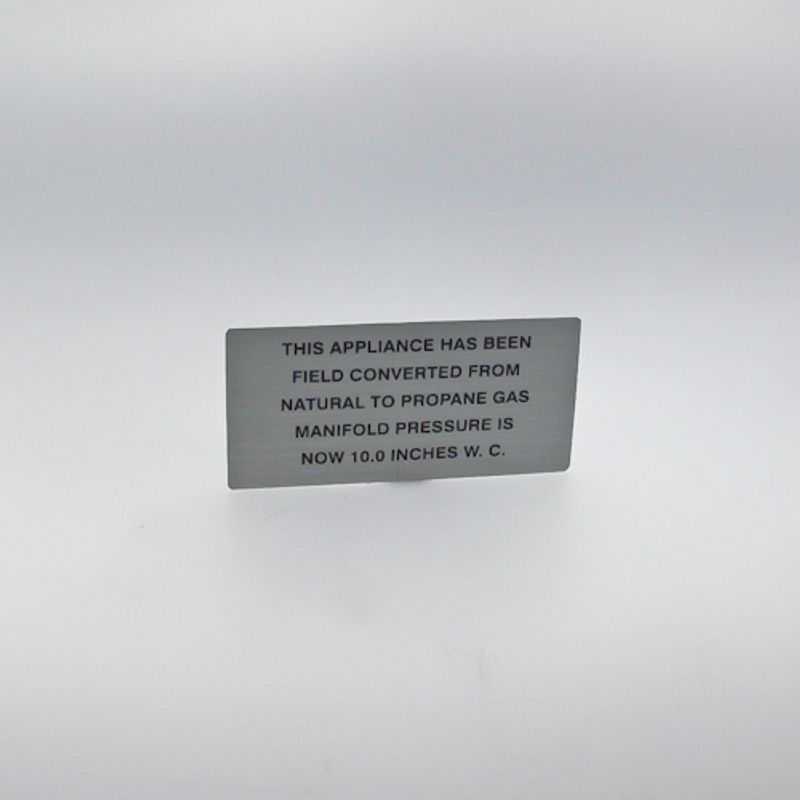 THIS APPLIANCE HAS BEEN
FIELD CONVERTED FROM
NATURAL TO PROPANE GAS
MANIFOLD PRESSURE IS
NOW 10.0 INCHES W. C.